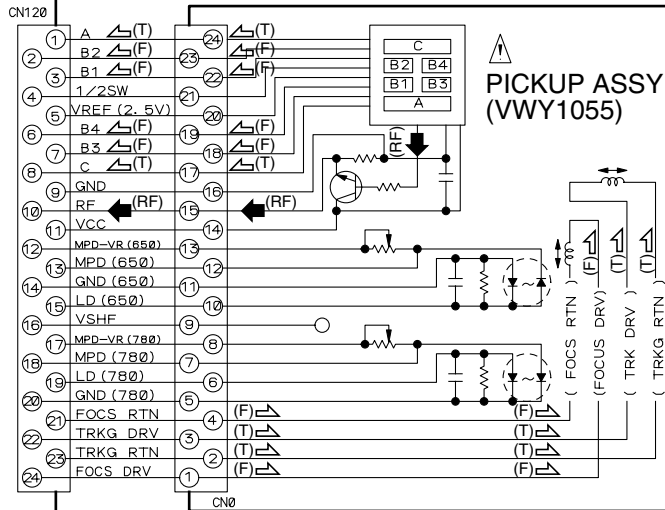 CN120
1 A (T) 24 (T)
2 B2 (F) 23 (F)
3 B1 (F) 22 (F)
4 1/2SW 21
5 VREF (2.5V) 20
6 B4 (F) 19 (F)
7 B3 (F) 18 (F)
8 C (T) 17 (T)
9 GND 16
10 RF (RF) 15 (RF)
11 VCC 14
12 MPD-VR (650) 13
13 MPD (650) 12
14 GND (650) 11
15 LD (650) 10
16 VSHF 9
17 MPD-VR (780) 8
18 MPD (780) 7
19 LD (780) 6
20 GND (780) 5
21 FOCS RTN 4 (F) (F)
22 TRKG DRV 3 (T) (T)
23 TRKG RTN 2 (T) (T)
24 FOCS DRV 1 (F) (F)
CN0
C
B2 B4
B1 B3
A
(RF)
!
PICKUP ASSY
(VWY1055)
(F) (T) (T)
( FOCS RTN )
(FOCUS DRV)
( TRK DRV )
( TRKG RTN )